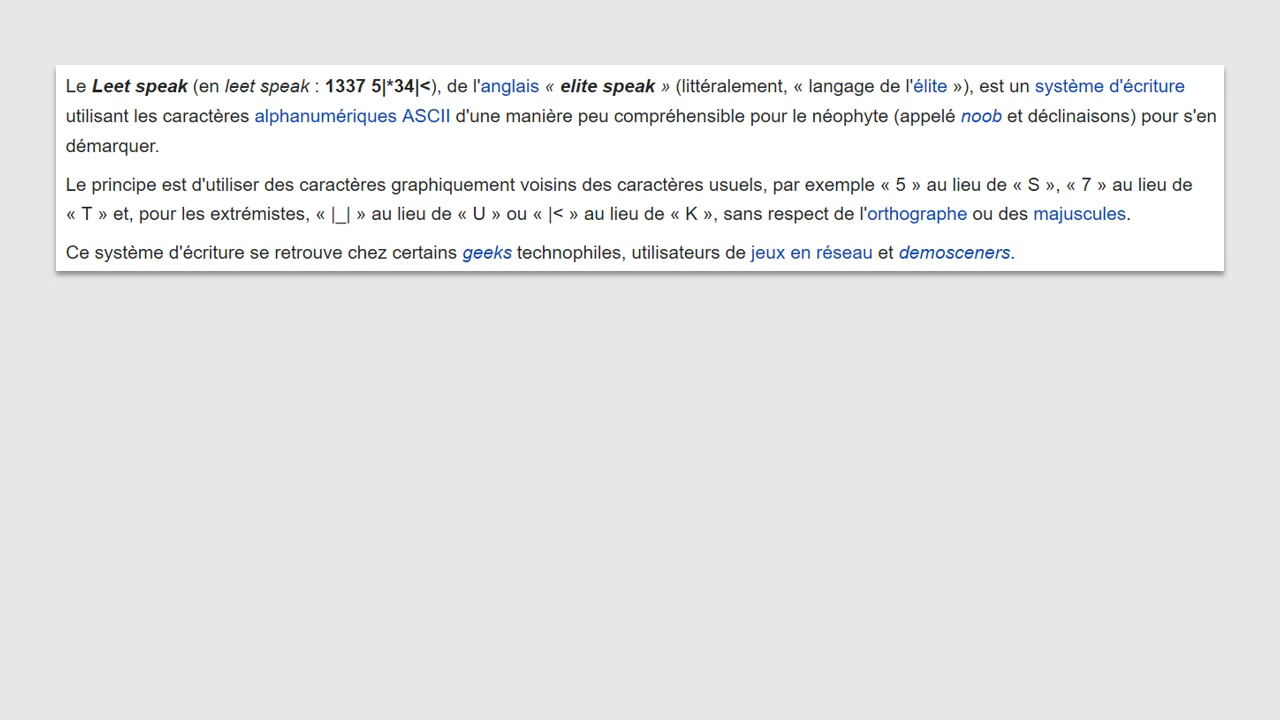 Le Leet speak (en leet speak : 1337 5|*34|<), de l'anglais « elite speak » (littéralement, « langage de l'élite »), est un système d'écriture
utilisant les caractères alphanumériques ASCII d'une manière peu compréhensible pour le néophyte (appelé noob et déclinaisons) pour s'en
démarquer.
Le principe est d'utiliser des caractères graphiquement voisins des caractères usuels, par exemple « 5 » au lieu de « S », « 7 » au lieu de
« T » et, pour les extrémistes, « |_| » au lieu de « U » ou « |< » au lieu de « K », sans respect de l'orthographe ou des majuscules.
Ce système d'écriture se retrouve chez certains geeks technophiles, utilisateurs de jeux en réseau et demosceners.